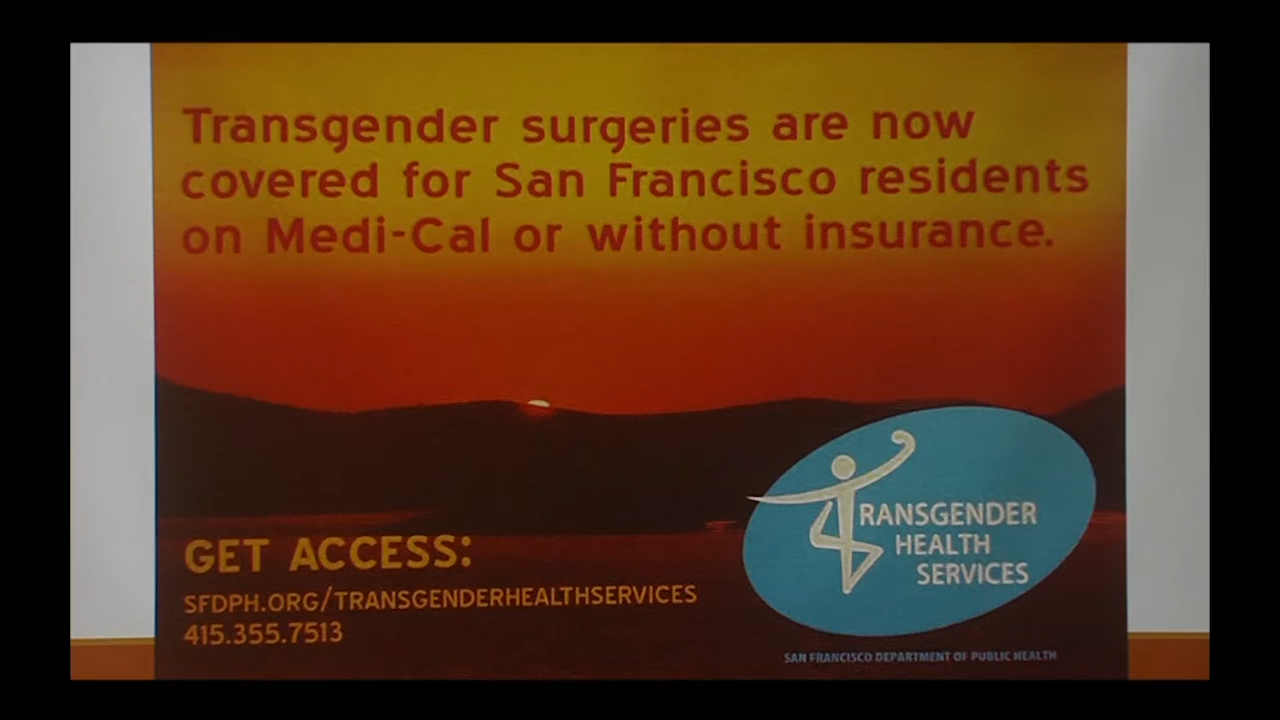 Transgender surgeries are now
covered for San Francisco residents
on Medi-Cal or without insurance.
GET ACCESS:
SFDPH.ORG/TRANSGENDERHEALTHSERVICES
415.355.7513
TRANSGENDER
HEALTH
SERVICES
SAN FRANCISCO DEPARTMENT OF PUBLIC HEALTH